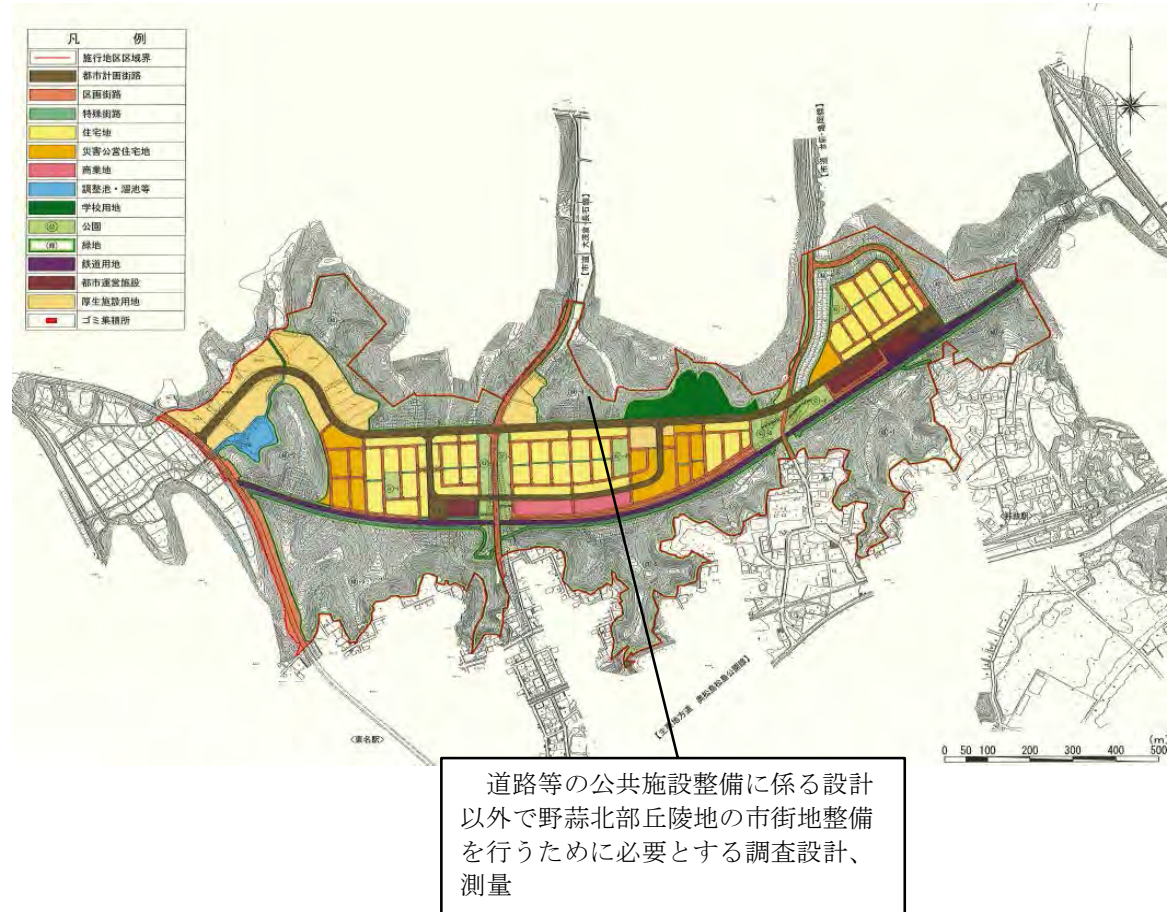 凡 例
施行地区区域界
都市計画街路
区画街路
特殊街路
住宅地
災害公営住宅地
商業地
調整池・溜池等
学校用地
公園
緑地
鉄道用地
都市運営施設
厚生施設用地
ゴミ集積所
<東名駅>
<野蒜駅>
(m)
0 50 100 200 300 400 500
道路等の公共施設整備に係る設計
以外で野蒜北部丘陵地の市街地整備
を行うために必要とする調査設計、
測量